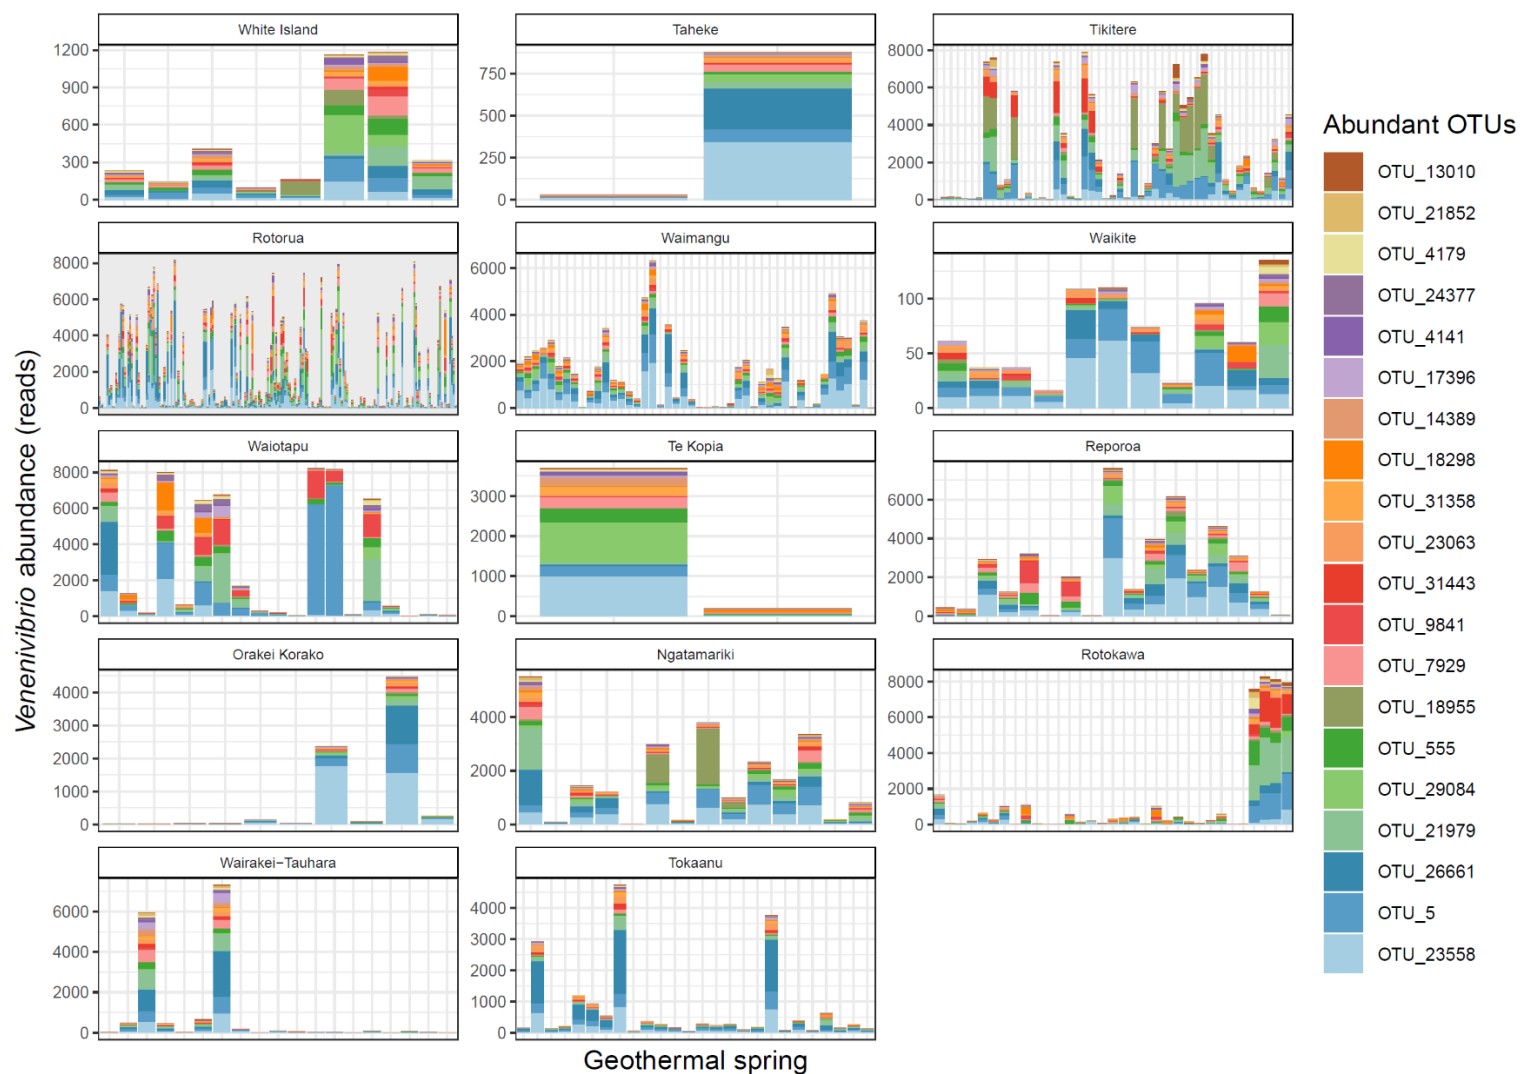 White Island
Taheke
Tikitere
1200
900
600
300
0
750
500
250
0
8000
6000
4000
2000
0
Rotorua
Waimangu
Waikite
8000
6000
4000
2000
0
6000
4000
2000
0
100
50
0
Waiotapu
Te Kopia
Reporoa
8000
6000
4000
2000
0
3000
2000
1000
0
6000
4000
2000
0
Orakei Korako
Ngatamariki
Rotokawa
4000
3000
2000
1000
0
4000
2000
0
8000
6000
4000
2000
0
Wairakei−Tauhara
Tokaanu
6000
4000
2000
0
4000
3000
2000
1000
0
Venenivibrio abundance (reads)
Geothermal spring
Abundant OTUs
OTU_13010
OTU_21852
OTU_4179
OTU_24377
OTU_4141
OTU_17396
OTU_14389
OTU_18298
OTU_31358
OTU_23063
OTU_31443
OTU_9841
OTU_7929
OTU_18955
OTU_555
OTU_29084
OTU_21979
OTU_26661
OTU_5
OTU_23558